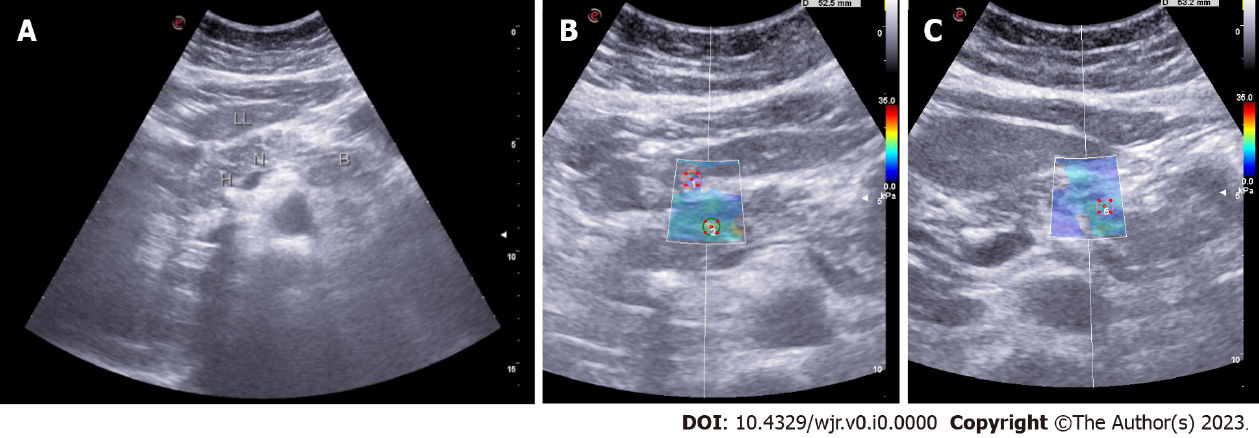 A
B
C
e
e
e
D 52.5 mm
D 53.2 mm
0
0
0
LL
N
H
B
5
5
5
10
10
10
15
35.0
0.0
kPa
35.0
0.0
kPa
DOI: 10.4329/wjr.v0.i0.0000 Copyright ©The Author(s) 2023.